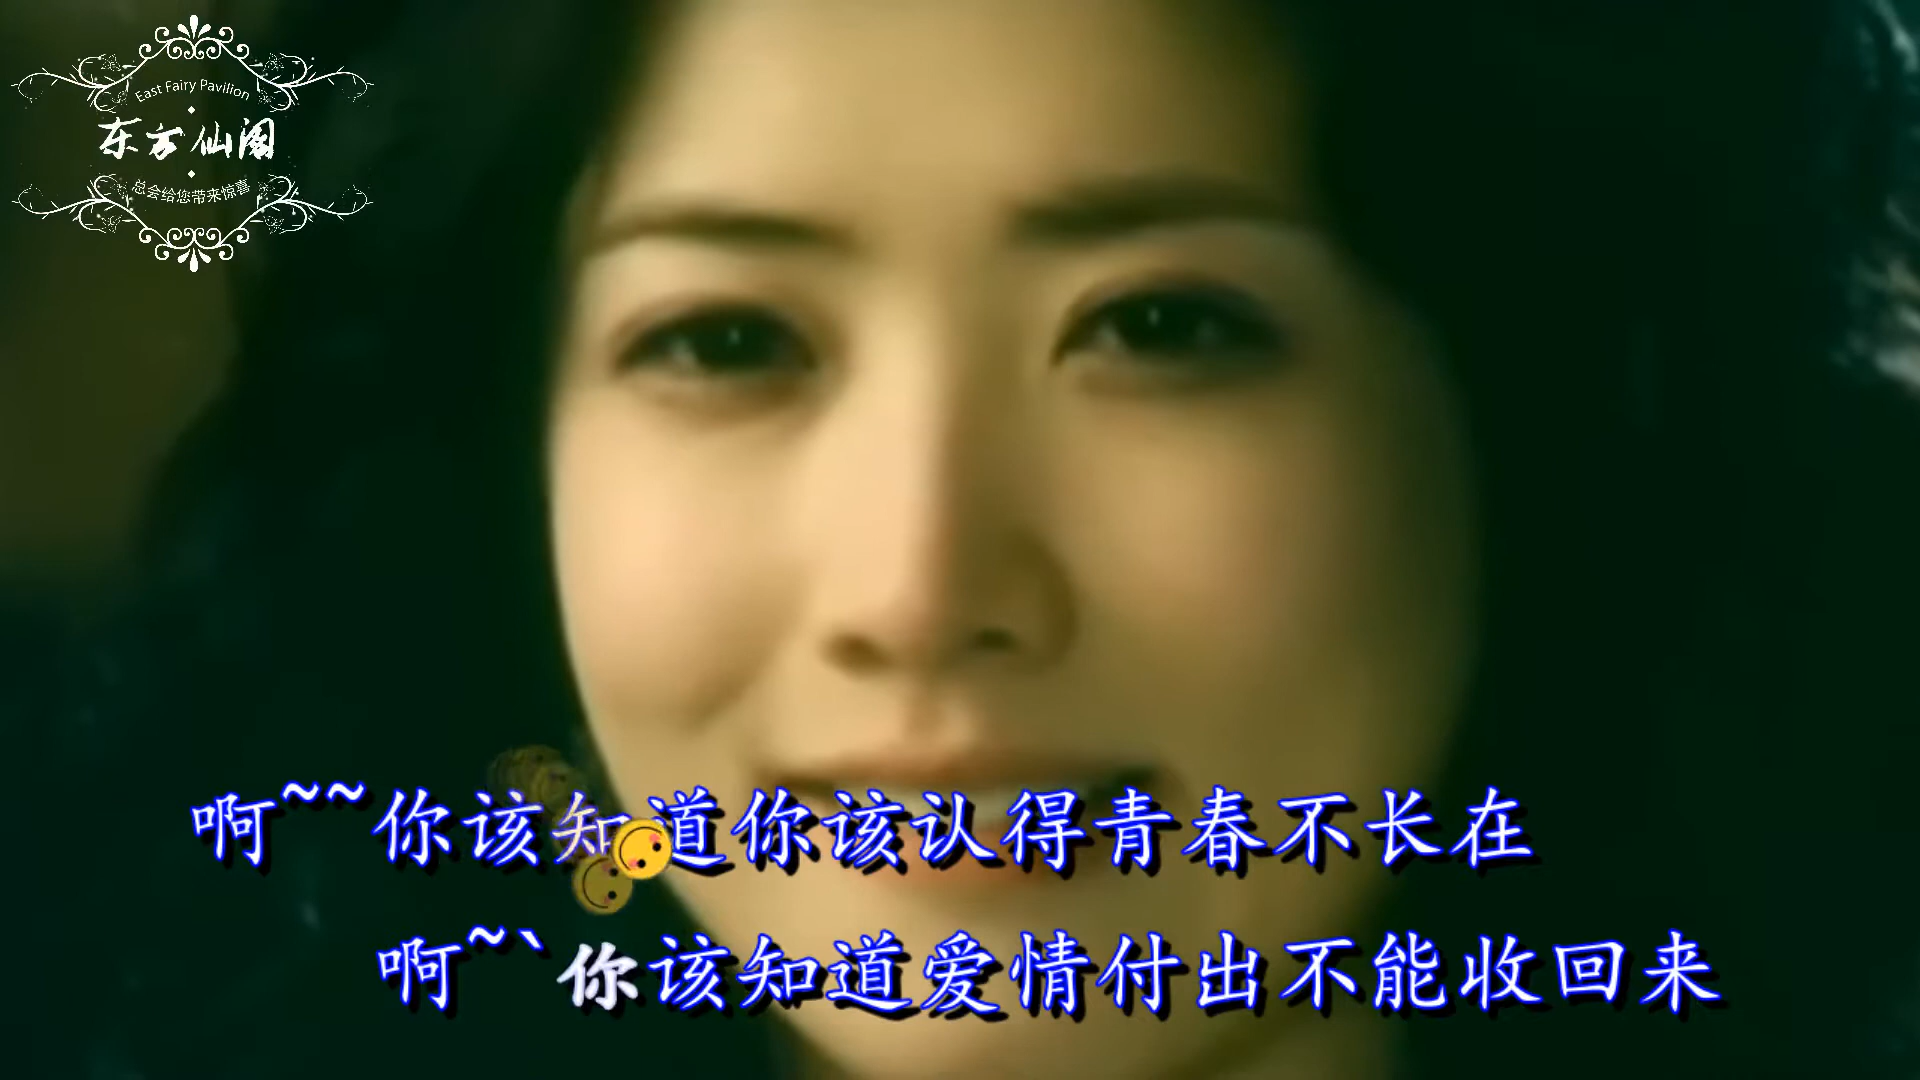 East Fairy Pavilion
东方仙阁
总会给您带来惊喜
啊~~你该知道你该认得青春不长在
啊~`你该知道爱情付出不能收回来